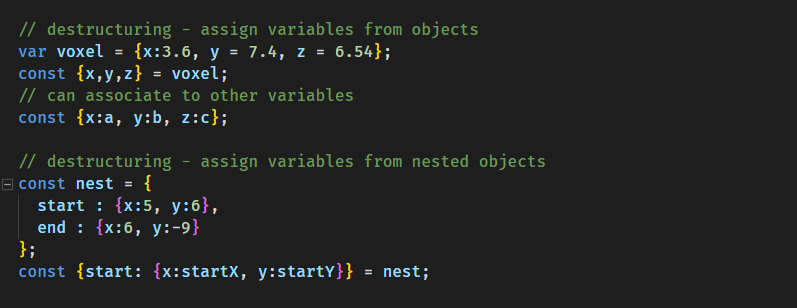 // destructuring - assign variables from objects
var voxel = {x:3.6, y = 7.4, z = 6.54};
const {x,y,z} = voxel;
// can associate to other variables
const {x:a, y:b, z:c};
// destructuring - assign variables from nested objects
const nest = {
start : {x:5, y:6},
end : {x:6, y:-9}
};
const {start: {x:startX, y:startY}} = nest;